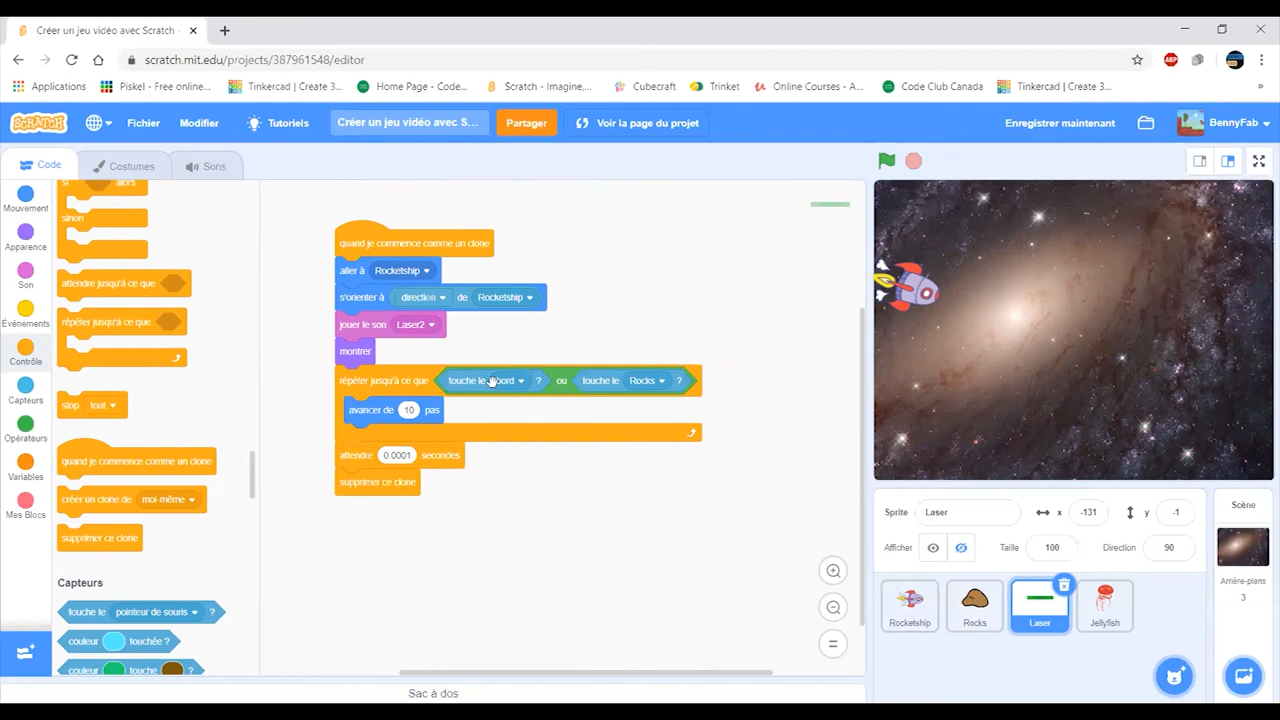 Créer un jeu vidéo avec Scratch -
scratch.mit.edu/projects/387961548/editor
ABP
Applications
Piskel - Free onlin...
Tinkercad | Create 3...
Home Page - Code...
Scratch - Imagine,...
Cubecraft
Trinket
Online Courses - A...
Code Club Canada
Tinkercad | Create 3...
»
SCRATCH
Fichier
Modifier
Tutoriels
Créer un jeu vidéo avec S...
Partager
Voir la page du projet
Enregistrer maintenant
BennyFab
Code
Costumes
Sons
Mouvement
Apparence
Son
Événements
Contrôle
Capteurs
Opérateurs
Variables
Mes Blocs
si alors
sinon
attendre jusqu'à ce que
répéter jusqu'à ce que
stop tout
quand je commence comme un clone
créer un clone de moi-même
supprimer ce clone
Capteurs
touche le pointeur de souris ?
couleur touchée ?
couleur touche ?
quand je commence comme un clone
aller à Rocketship
s'orienter à direction de Rocketship
jouer le son Laser2
montrer
répéter jusqu'à ce que touche le bord ? ou touche le Rocks ?
avancer de 10 pas
attendre 0.0001 secondes
supprimer ce clone
Sprite Laser x -131 y -1
Afficher Taille 100 Direction 90
Rocketship
Rocks
Laser
Jellyfish
Scène
Arrière-plans
3
Sac à dos